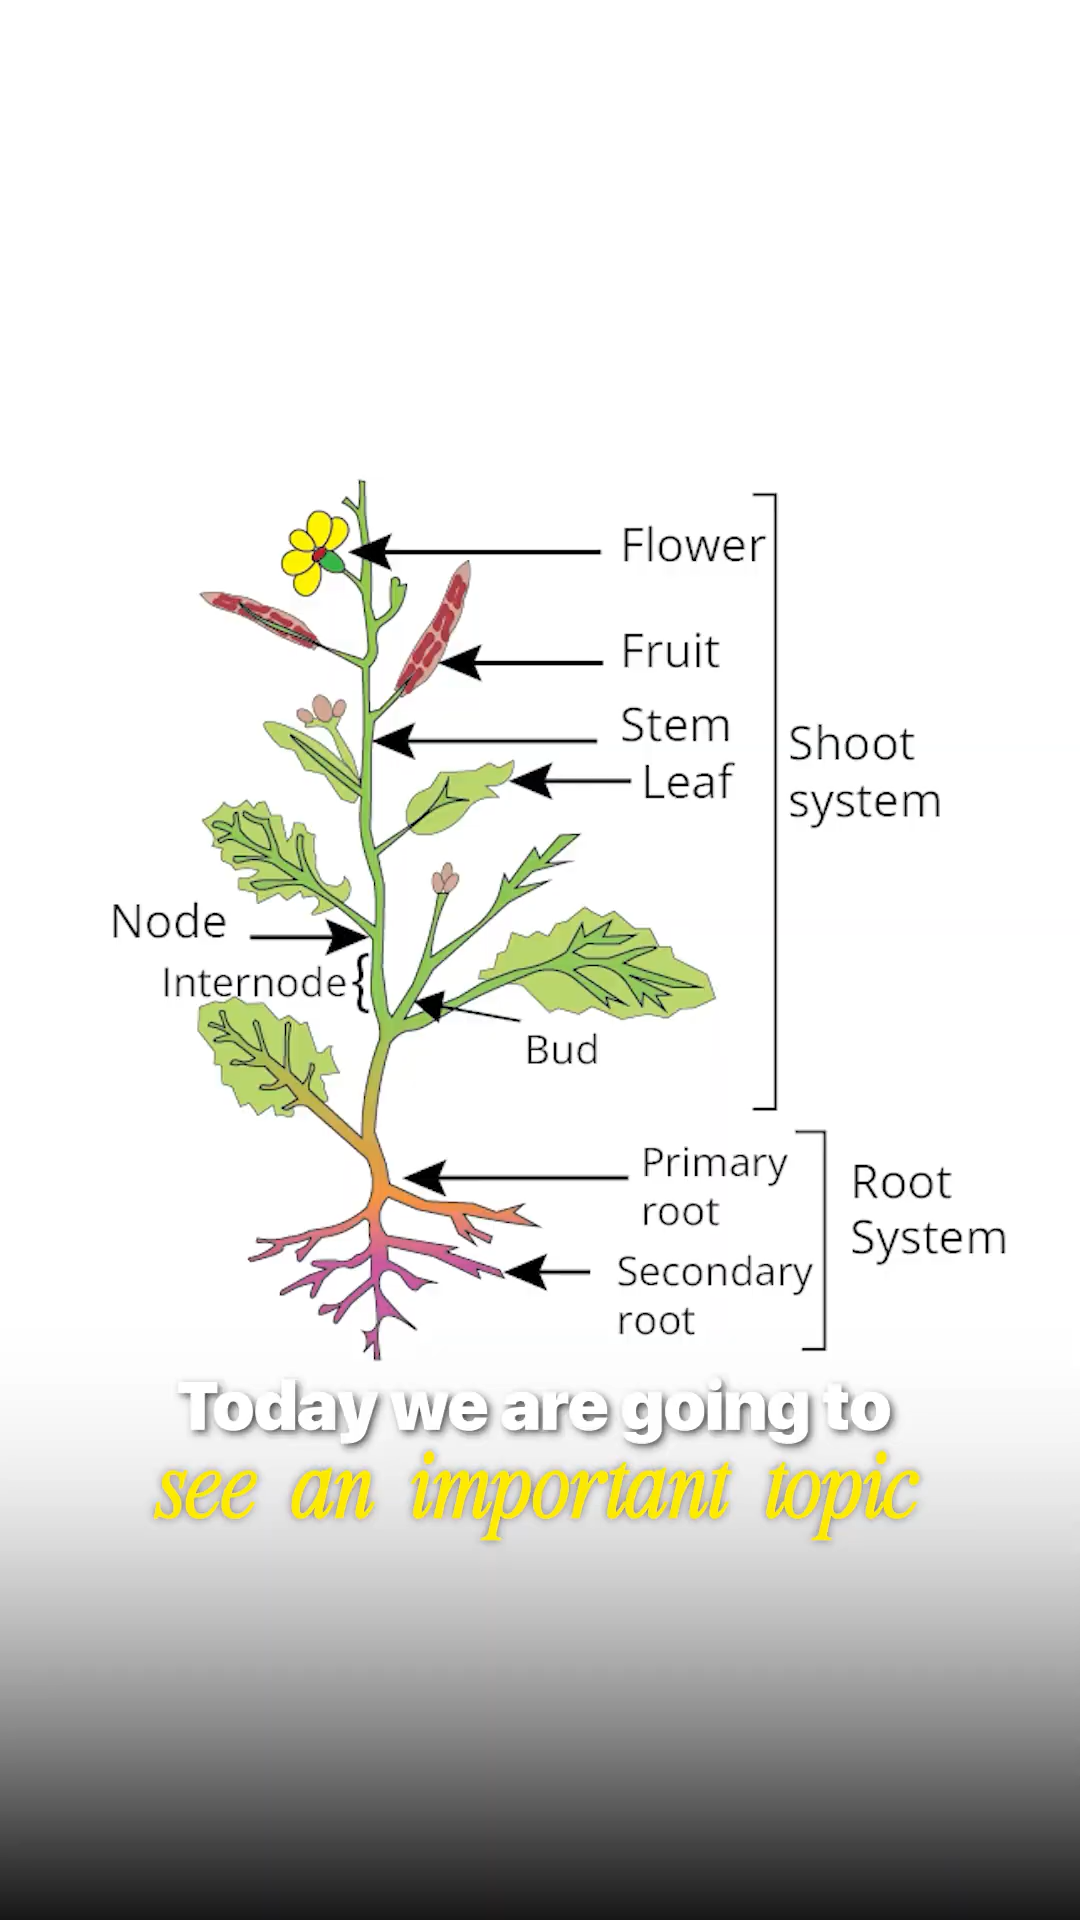 Flower
Fruit
Stem
Leaf
Shoot
system
Node
Internode
Bud
Primary
root
Root
System
Secondary
root
Today we are going to
see an important topic